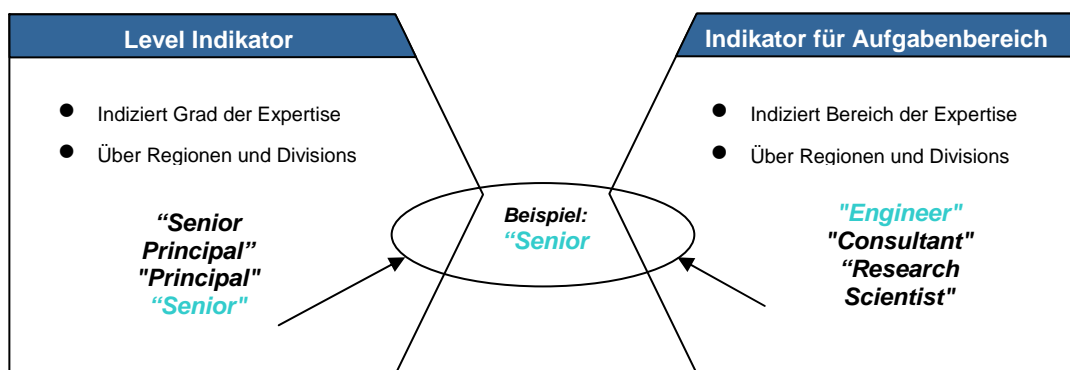 Level Indikator
● Indiziert Grad der Expertise
● Über Regionen und Divisions
“Senior
Principal”
"Principal"
“Senior"
Beispiel:
“Senior
Indikator für Aufgabenbereich
● Indiziert Bereich der Expertise
● Über Regionen und Divisions
"Engineer"
"Consultant"
“Research
Scientist"